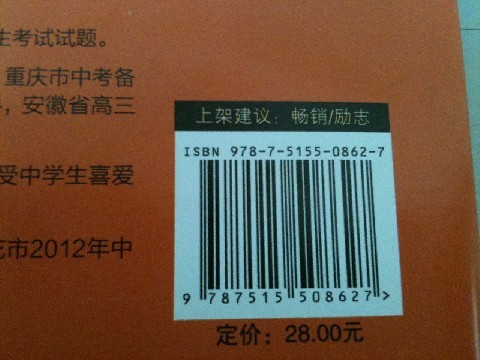 生考试试题。
重庆市中考备
，安徽省高三
受中学生喜爱
市2012年中
上架建议：畅销/励志
ISBN 978-7-5155-0862-7
9 787515 508627 >
定价：28.00元